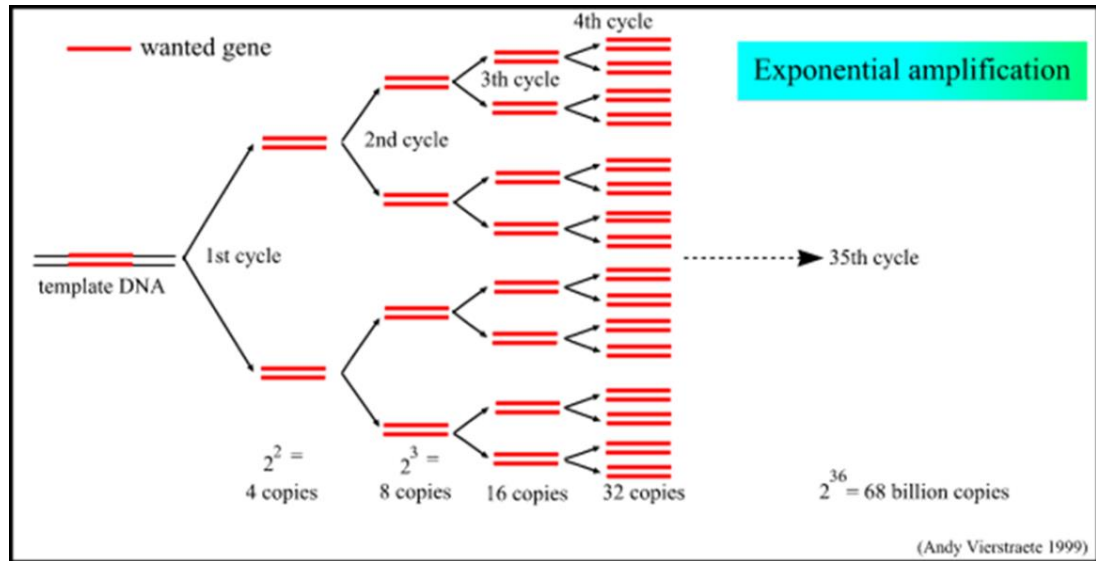 4th cycle
wanted gene
Exponential amplification
3th cycle
2nd cycle
1st cycle
35th cycle
template DNA
2^2 =
4 copies
2^3 =
8 copies
16 copies
32 copies
2^36 = 68 billion copies
(Andy Vierstraete 1999)